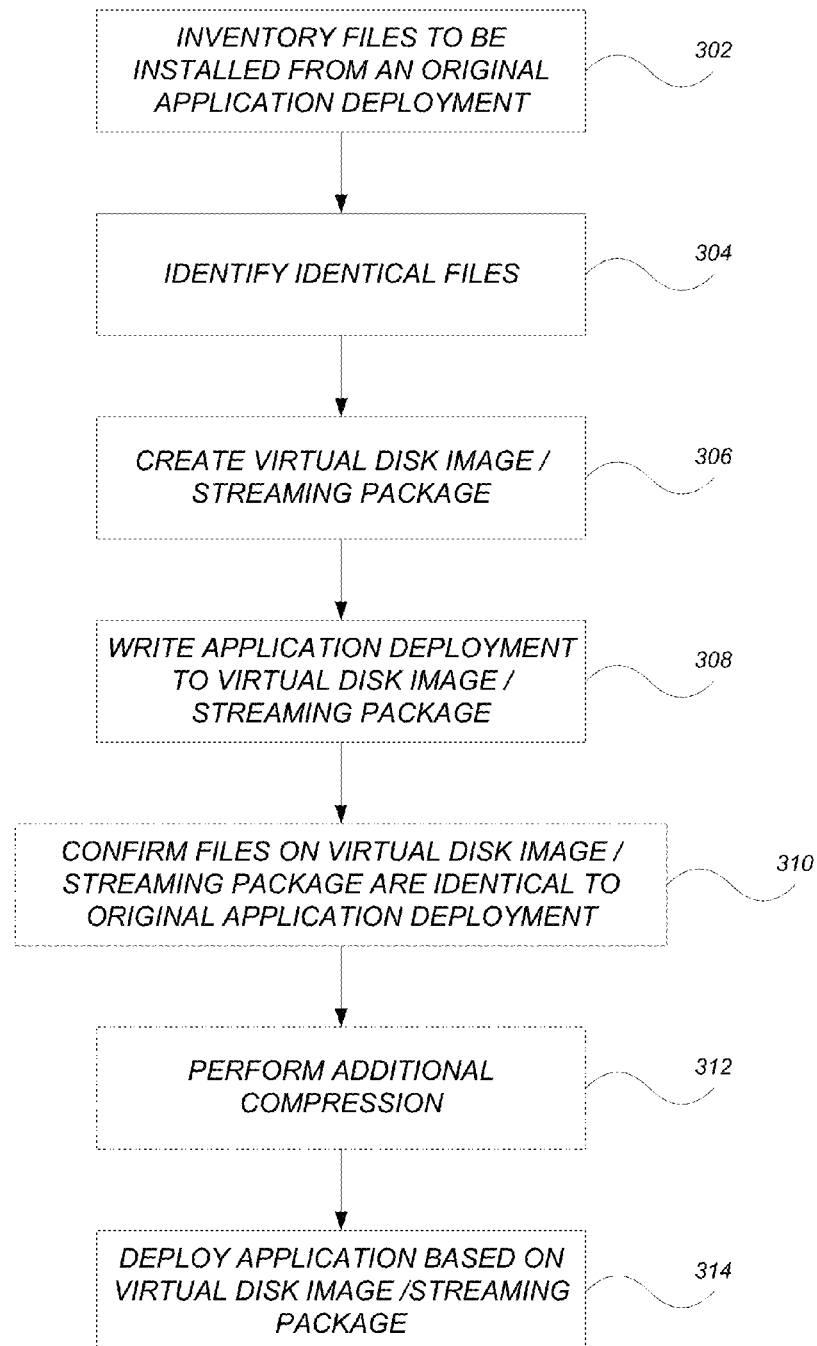 INVENTORY FILES TO BE
INSTALLED FROM AN ORIGINAL
APPLICATION DEPLOYMENT
302
IDENTIFY IDENTICAL FILES
304
CREATE VIRTUAL DISK IMAGE /
STREAMING PACKAGE
306
WRITE APPLICATION DEPLOYMENT
TO VIRTUAL DISK IMAGE /
STREAMING PACKAGE
308
CONFIRM FILES ON VIRTUAL DISK IMAGE /
STREAMING PACKAGE ARE IDENTICAL TO
ORIGINAL APPLICATION DEPLOYMENT
310
PERFORM ADDITIONAL
COMPRESSION
312
DEPLOY APPLICATION BASED ON
VIRTUAL DISK IMAGE /STREAMING
PACKAGE
314